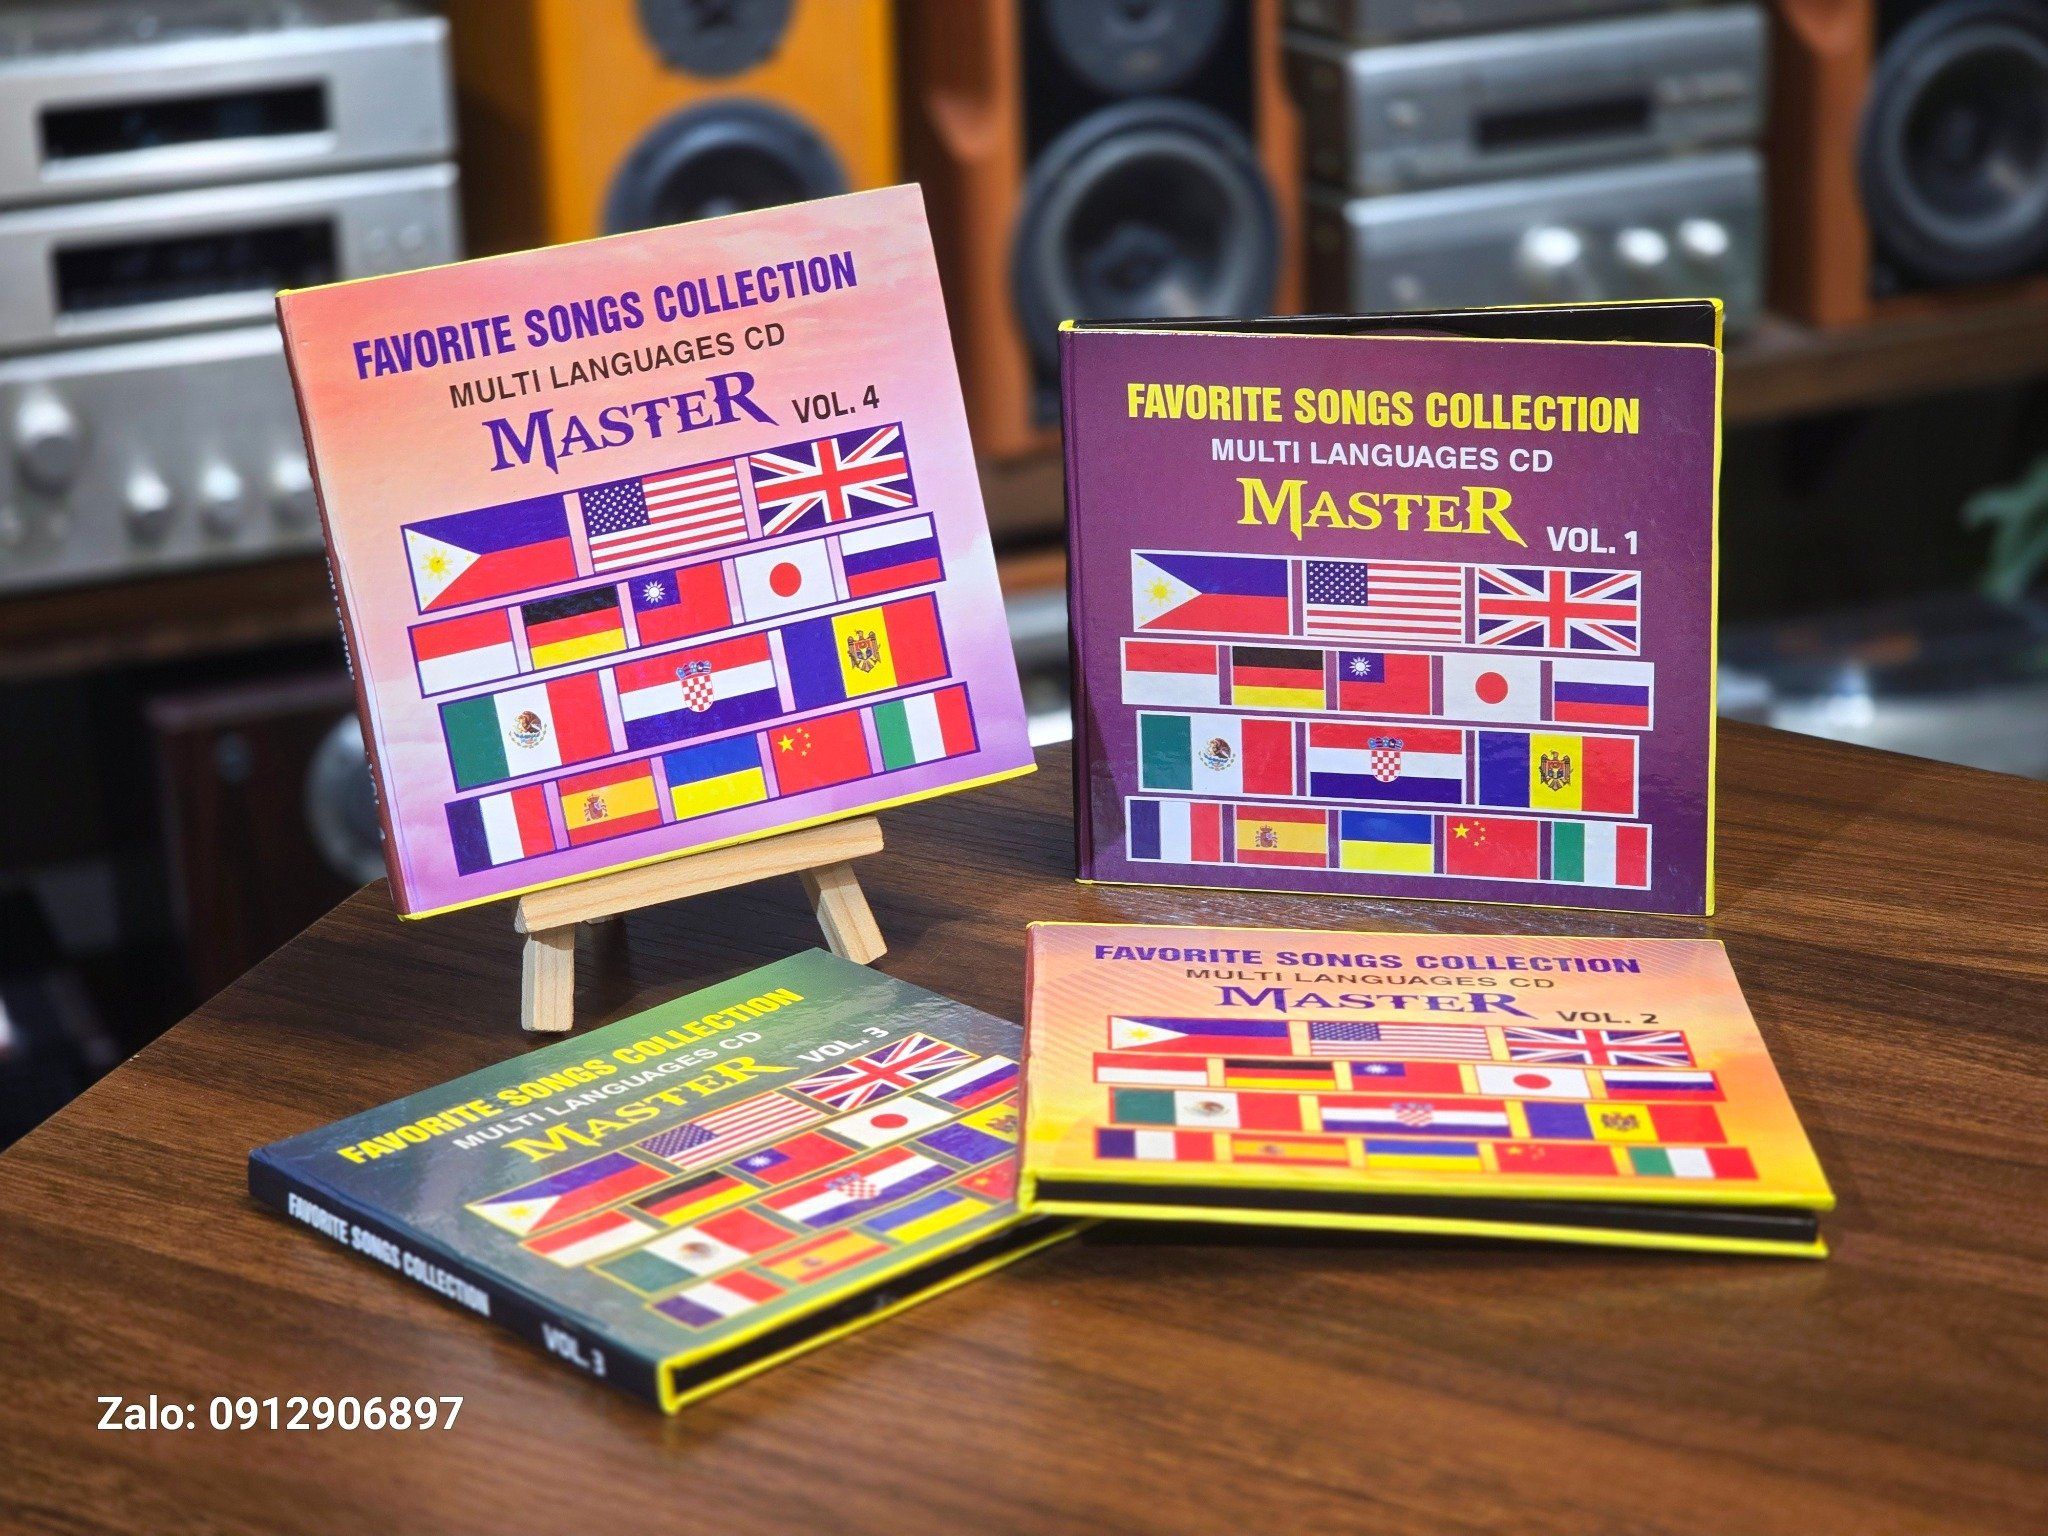 FAVORITE SONGS COLLECTION
MULTI LANGUAGES CD
MASTER VOL. 4
FAVORITE SONGS COLLECTION
MULTI LANGUAGES CD
MASTER VOL. 1
FAVORITE SONGS COLLECTION
MULTI LANGUAGES CD
MASTER VOL. 3
FAVORITE SONGS COLLECTION VOL. 3
FAVORITE SONGS COLLECTION
MULTI LANGUAGES CD
MASTER VOL. 2
Zalo: 0912906897